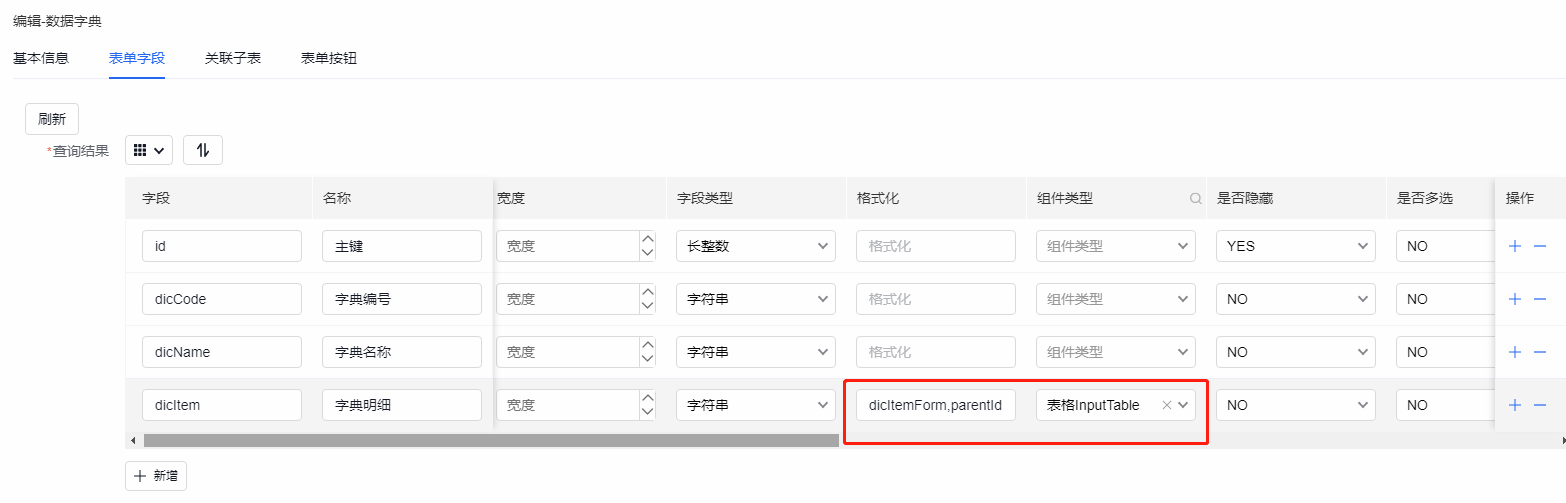 编辑-数据字典
基本信息 表单字段 关联子表 表单按钮
刷新
*查询结果
字段 名称 宽度 字段类型 格式化 组件类型 是否隐藏 是否多选 操作
id 主键 宽度 长整数 格式化 组件类型 YES NO
dicCode 字典编号 宽度 字符串 格式化 组件类型 NO NO
dicName 字典名称 宽度 字符串 格式化 组件类型 NO NO
dicItem 字典明细 宽度 字符串 dicItemForm,parentId 表格InputTable NO NO
新增